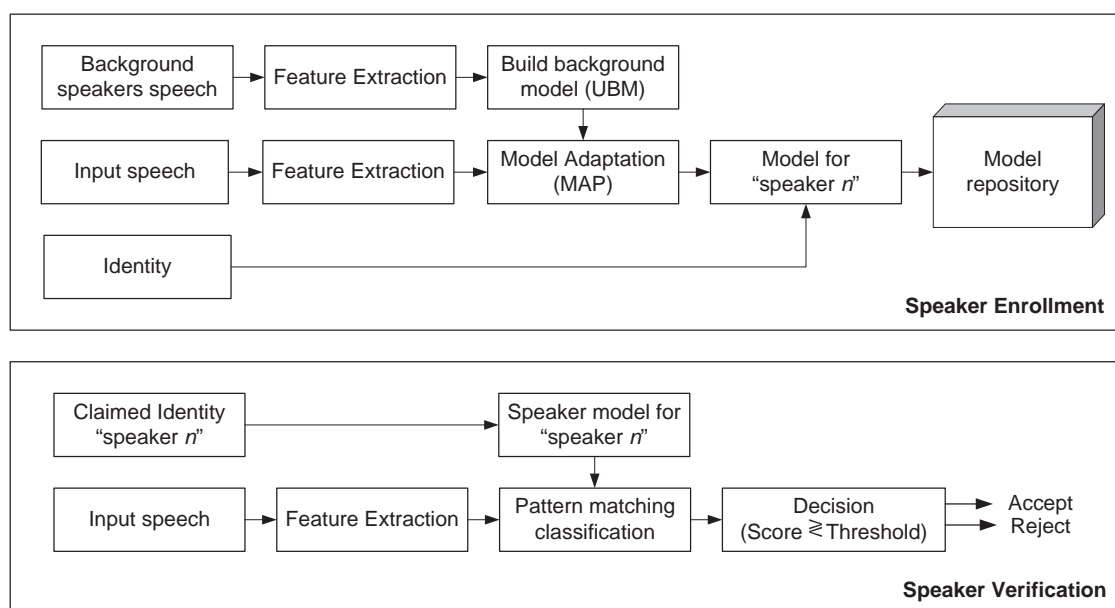 Background
speakers speech
Feature Extraction
Build background
model (UBM)
Input speech
Feature Extraction
Model Adaptation
(MAP)
Model for
“speaker n”
Model
repository
Identity
Speaker Enrollment
Claimed Identity
“speaker n”
Speaker model for
“speaker n”
Input speech
Feature Extraction
Pattern matching
classification
Decision
(Score ≷ Threshold)
Accept
Reject
Speaker Verification